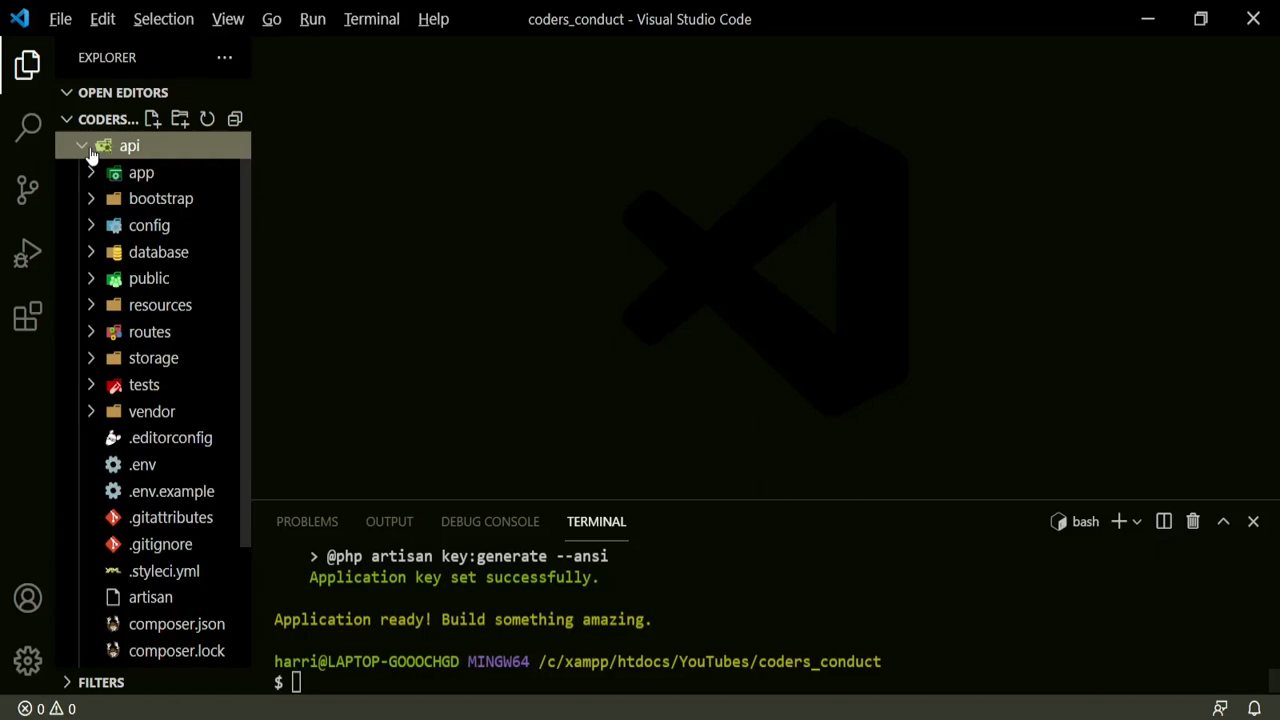 File Edit Selection View Go Run Terminal Help
coders_conduct - Visual Studio Code
EXPLORER
OPEN EDITORS
CODERS...
api
app
bootstrap
config
database
public
resources
routes
storage
tests
vendor
.editorconfig
.env
.env.example
.gitattributes
.gitignore
.styleci.yml
artisan
composer.json
composer.lock
FILTERS
PROBLEMS OUTPUT DEBUG CONSOLE TERMINAL
bash
> @php artisan key:generate --ansi
Application key set successfully.
Application ready! Build something amazing.
harri@LAPTOP-GOOOCHGD MINGW64 /c/xampp/htdocs/YouTubes/coders_conduct
$
0 0